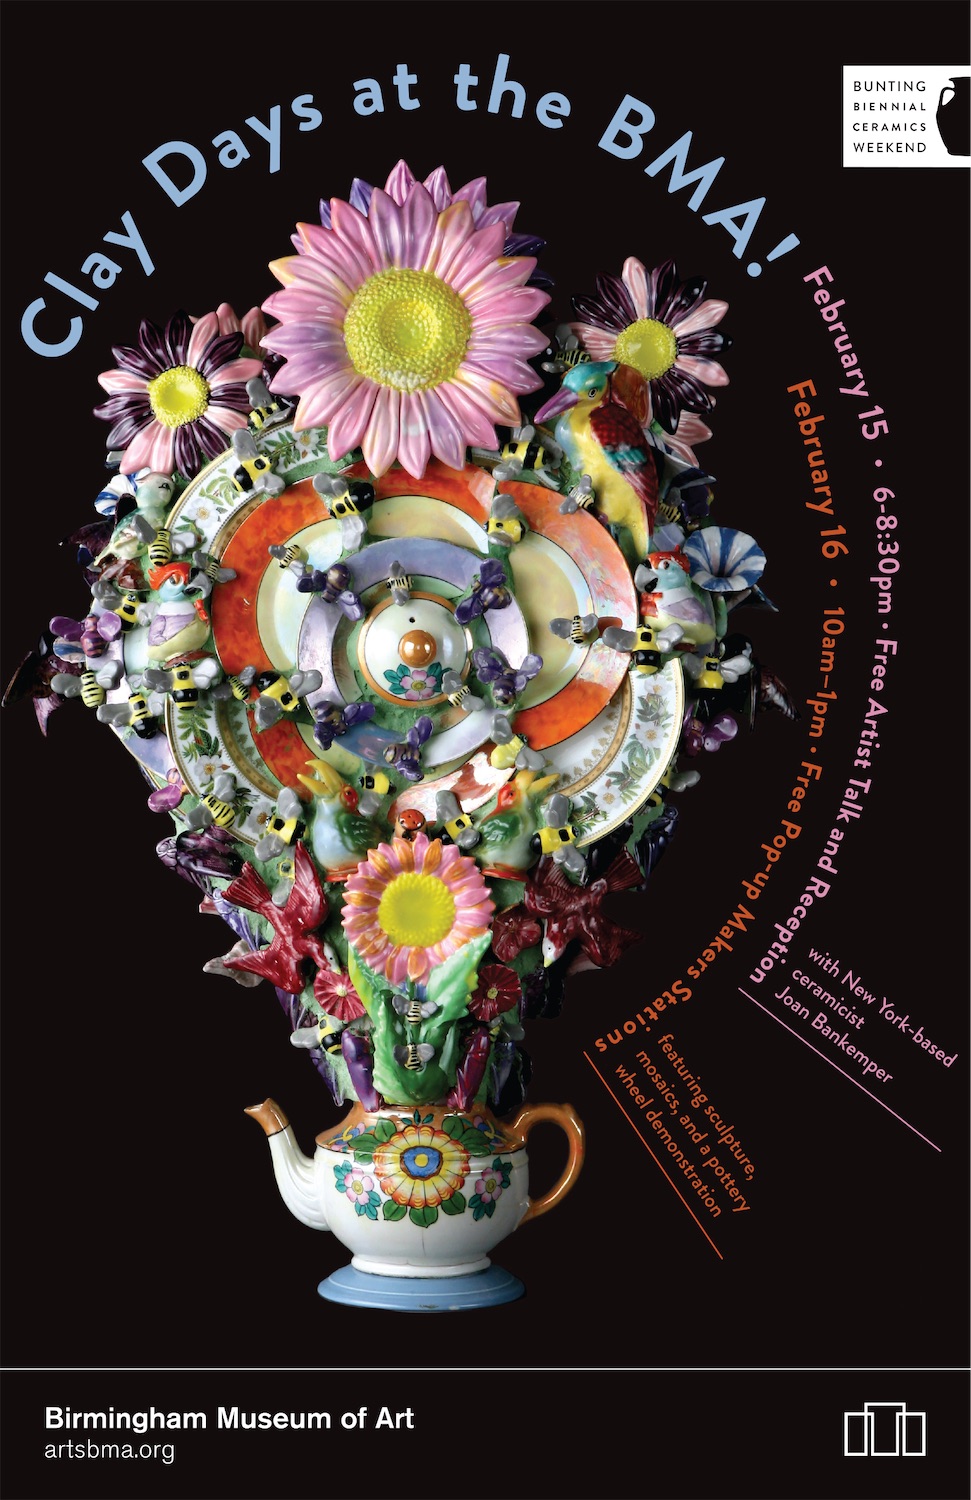 Clay Days at the BMA!
BUNTING
BIENNIAL
CERAMICS
WEEKEND
February 15 • 6-8:30pm • Free Artist Talk and Reception
with New York-based
ceramicist
Joan Bankemper
February 16 • 10am–1pm • Free Pop-up Makers Stations
featuring sculpture,
mosaics, and a pottery
wheel demonstration
Birmingham Museum of Art
artsbma.org